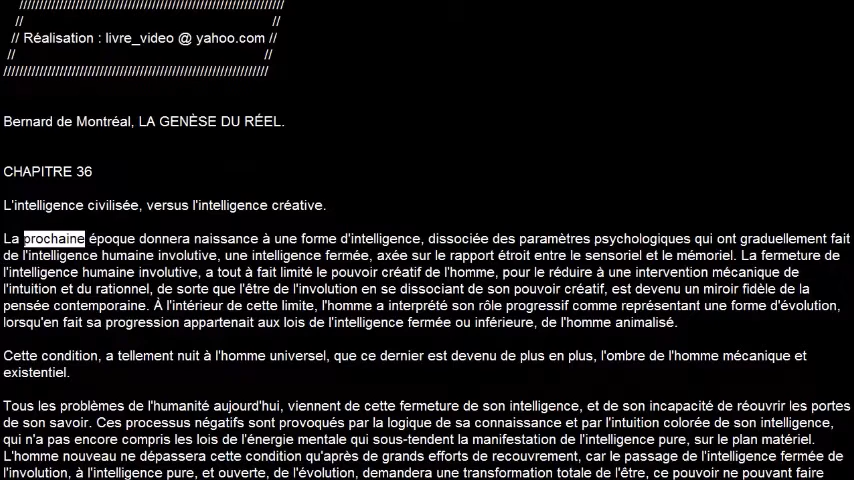 //////////////////////////////////////////////////////////////////
// //
// Réalisation : livre_video @ yahoo.com //
// //
//////////////////////////////////////////////////////////////////
Bernard de Montréal, LA GENÈSE DU RÉEL.
CHAPITRE 36
L'intelligence civilisée, versus l'intelligence créative.
La prochaine époque donnera naissance à une forme d'intelligence, dissociée des paramètres psychologiques qui ont graduellement fait
de l'intelligence humaine involutive, une intelligence fermée, axée sur le rapport étroit entre le sensoriel et le mémoriel. La fermeture de
l'intelligence humaine involutive, a tout à fait limité le pouvoir créatif de l'homme, pour le réduire à une intervention mécanique de
l'intuition et du rationnel, de sorte que l'être de l'involution en se dissociant de son pouvoir créatif, est devenu un miroir fidèle de la
pensée contemporaine. À l'intérieur de cette limite, l'homme a interprété son rôle progressif comme représentant une forme d'évolution,
lorsqu'en fait sa progression appartenait aux lois de l'intelligence fermée ou inférieure, de l'homme animalisé.
Cette condition, a tellement nuit à l'homme universel, que ce dernier est devenu de plus en plus, l'ombre de l'homme mécanique et
existentiel.
Tous les problèmes de l'humanité aujourd'hui, viennent de cette fermeture de son intelligence, et de son incapacité de réouvrir les portes
de son savoir. Ces processus négatifs sont provoqués par la logique de sa connaissance et par l'intuition colorée de son intelligence,
qui n'a pas encore compris les lois de l'énergie mentale qui sous-tendent la manifestation de l'intelligence pure, sur le plan matériel.
L'homme nouveau ne dépassera cette condition qu'après de grands efforts de recouvrement, car le passage de l'intelligence fermée de
l'involution, à l'intelligence pure, et ouverte, de l'évolution, demandera une transformation totale de l'être, ce pouvoir ne pouvant faire